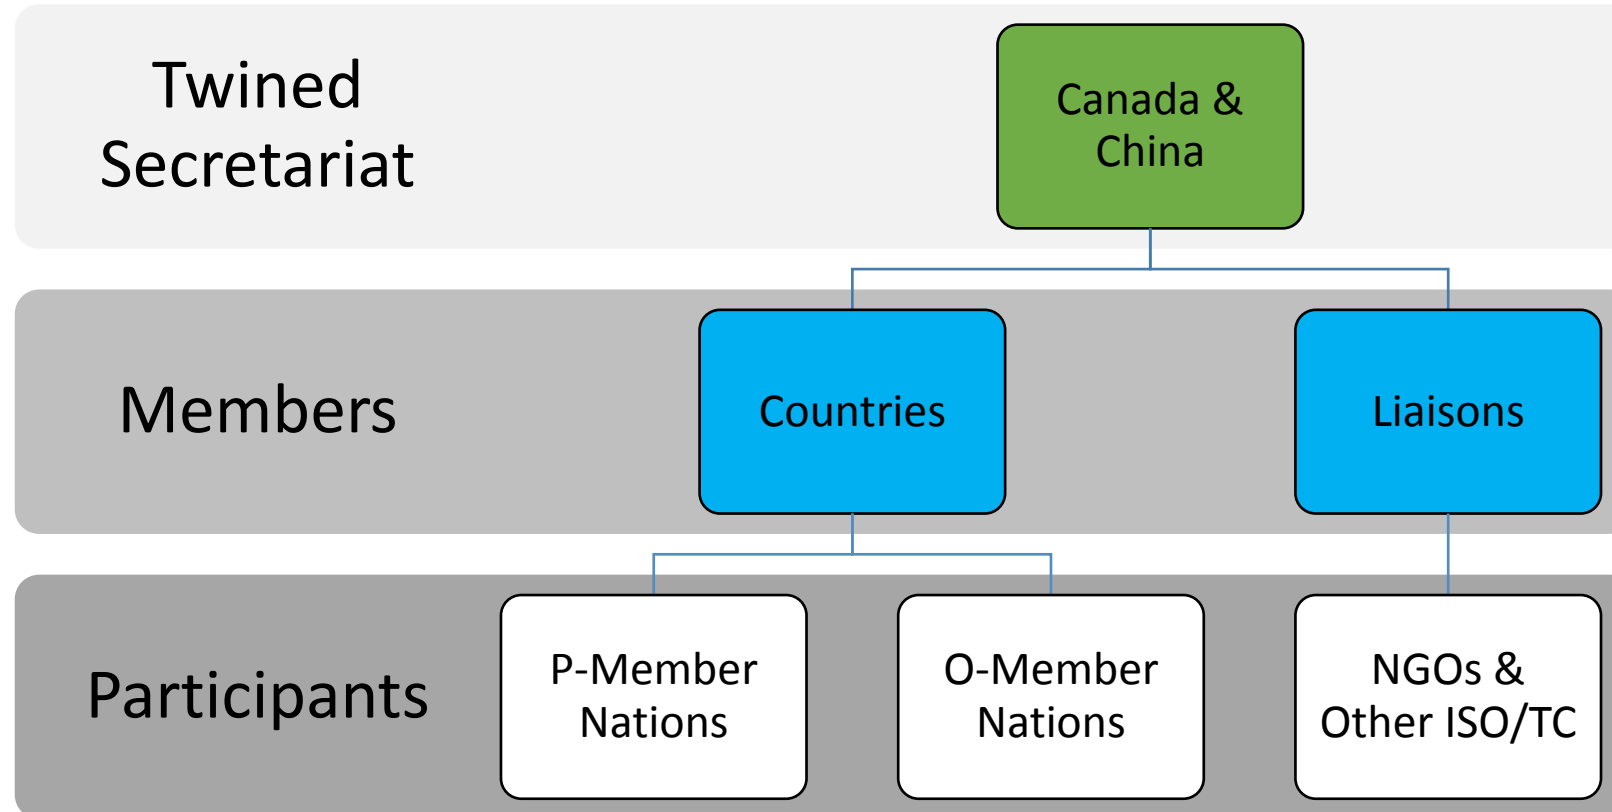 Twined
Secretariat
Canada &
China
Members
Countries
Liaisons
Participants
P-Member
Nations
O-Member
Nations
NGOs &
Other ISO/TC